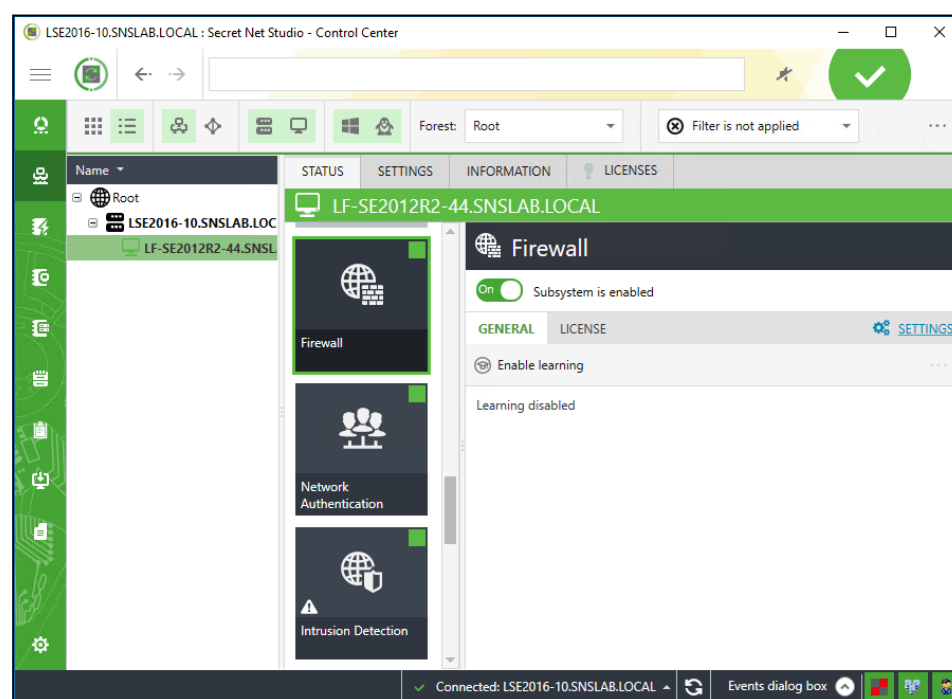 LSE2016-10.SNSLAB.LOCAL : Secret Net Studio - Control Center
Forest:
Root
Filter is not applied
Name
STATUS
SETTINGS
INFORMATION
LICENSES
Root
LSE2016-10.SNSLAB.LOC
LF-SE2012R2-44.SNSL
LF-SE2012R2-44.SNSLAB.LOCAL
Firewall
Network
Authentication
Intrusion Detection
Firewall
On
Subsystem is enabled
GENERAL
LICENSE
SETTINGS
Enable learning
Learning disabled
Connected: LSE2016-10.SNSLAB.LOCAL
Events dialog box